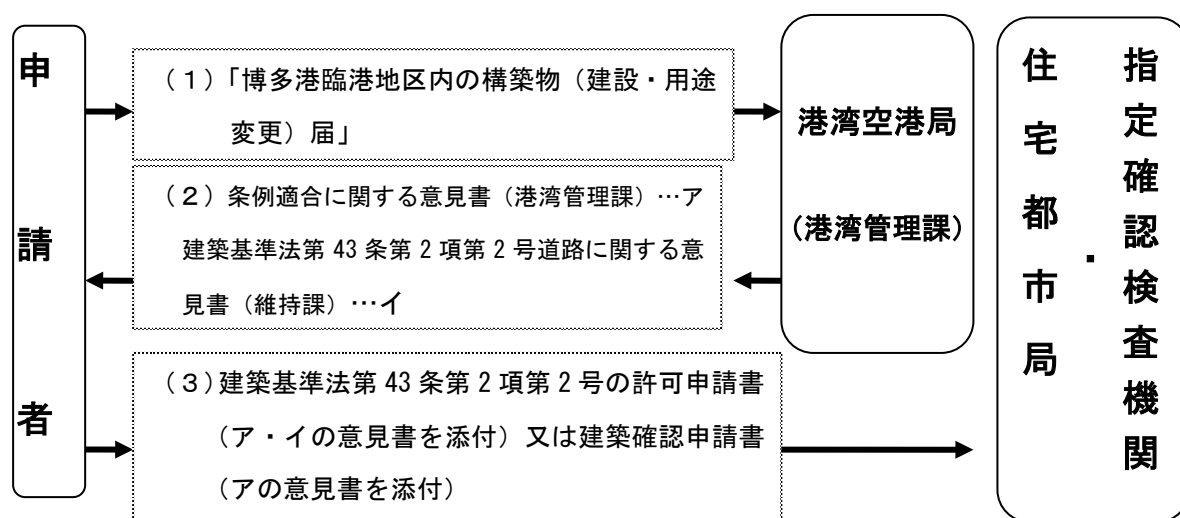 申請者
（１）「博多港臨港地区内の構築物（建設・用途
変更）届」
（２）条例適合に関する意見書（港湾管理課）…ア
建築基準法第 43 条第 2 項第 2 号道路に関する意
見書（維持課）…イ
（３）建築基準法第 43 条第 2 項第 2 号の許可申請書
（ア・イの意見書を添付）又は建築確認申請書
（アの意見書を添付）
港湾空港局
（港湾管理課）
指定確認検査機関
・
住宅都市局